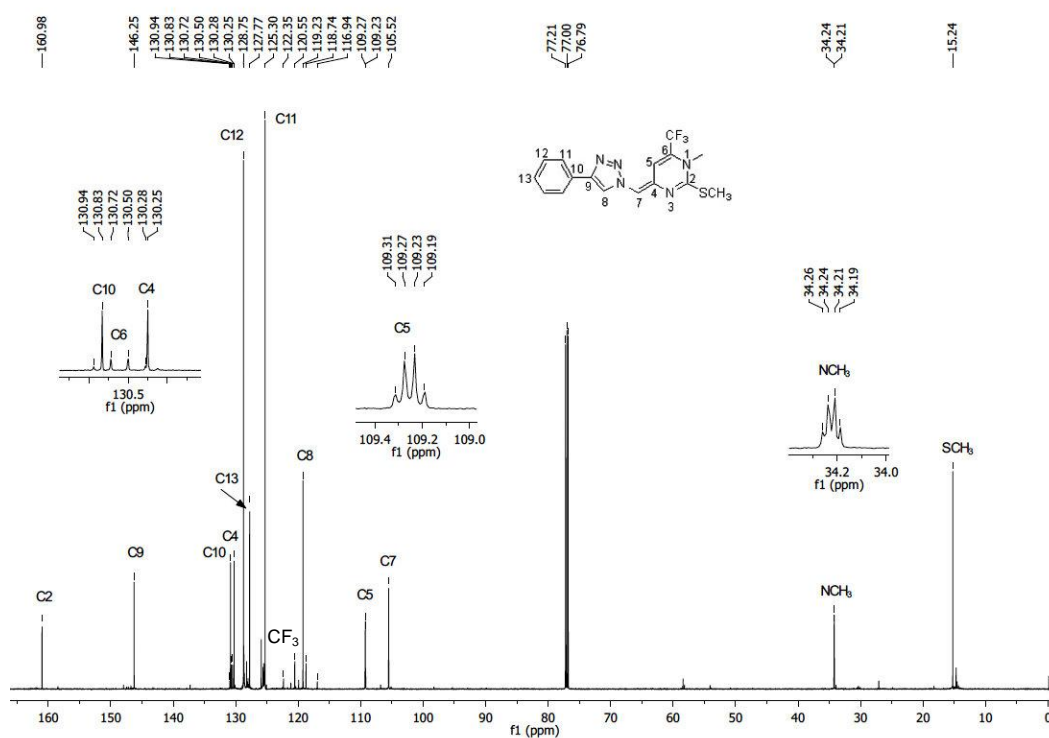 160.98
146.25
130.94
130.83
130.72
130.50
130.28
130.25
128.75
127.77
125.30
122.35
120.55
119.23
118.74
116.94
109.27
109.23
105.52
77.21
77.00
76.79
34.24
34.21
15.24
C12
C11
CF3
12 11 N N 5 6 1 N
13 10 N 2
9 8 7 4 N 3 SCH3
130.94
130.83
130.72
130.50
130.28
130.25
C10 C4
C6
130.5
f1 (ppm)
109.31
109.27
109.23
109.19
C5
109.4 109.2 109.0
f1 (ppm)
34.26
34.24
34.21
34.19
NCH3
34.2 34.0
f1 (ppm)
C8
SCH3
C13
C4
C10
C9
C7
C2
CF3
C5
NCH3
160 150 140 130 120 110 100 90 80 70 60 50 40 30 20 10 0
f1 (ppm)